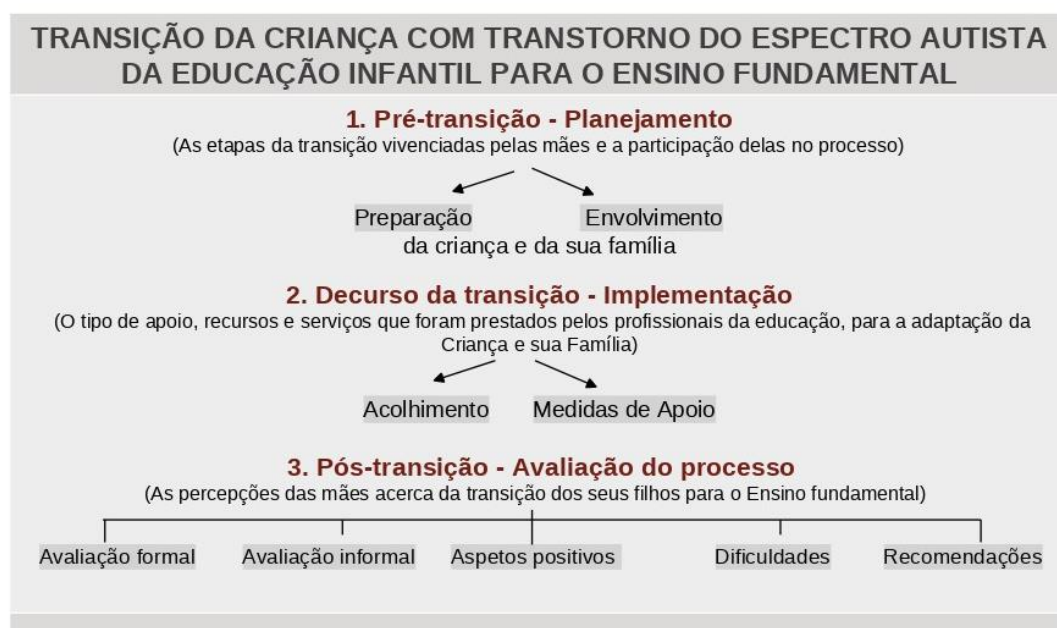 TRANSIÇÃO DA CRIANÇA COM TRANSTORNO DO ESPECTRO AUTISTA
DA EDUCAÇÃO INFANTIL PARA O ENSINO FUNDAMENTAL
1. Pré-transição - Planejamento
(As etapas da transição vivenciadas pelas mães e a participação delas no processo)
Preparação Envolvimento
da criança e da sua família
2. Decurso da transição - Implementação
(O tipo de apoio, recursos e serviços que foram prestados pelos profissionais da educação, para a adaptação da
Criança e sua Família)
Acolhimento Medidas de Apoio
3. Pós-transição - Avaliação do processo
(As percepções das mães acerca da transição dos seus filhos para o Ensino fundamental)
Avaliação formal Avaliação informal Aspetos positivos Dificuldades Recomendações